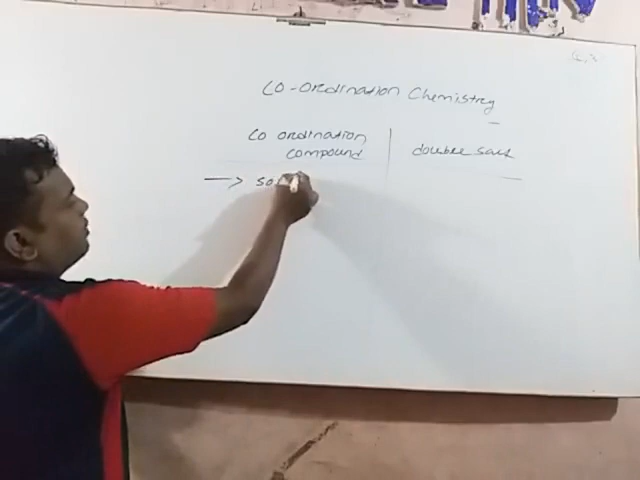 CO-ORDINATION Chemistry
CO ORDINATION
compound
double salt
→ so